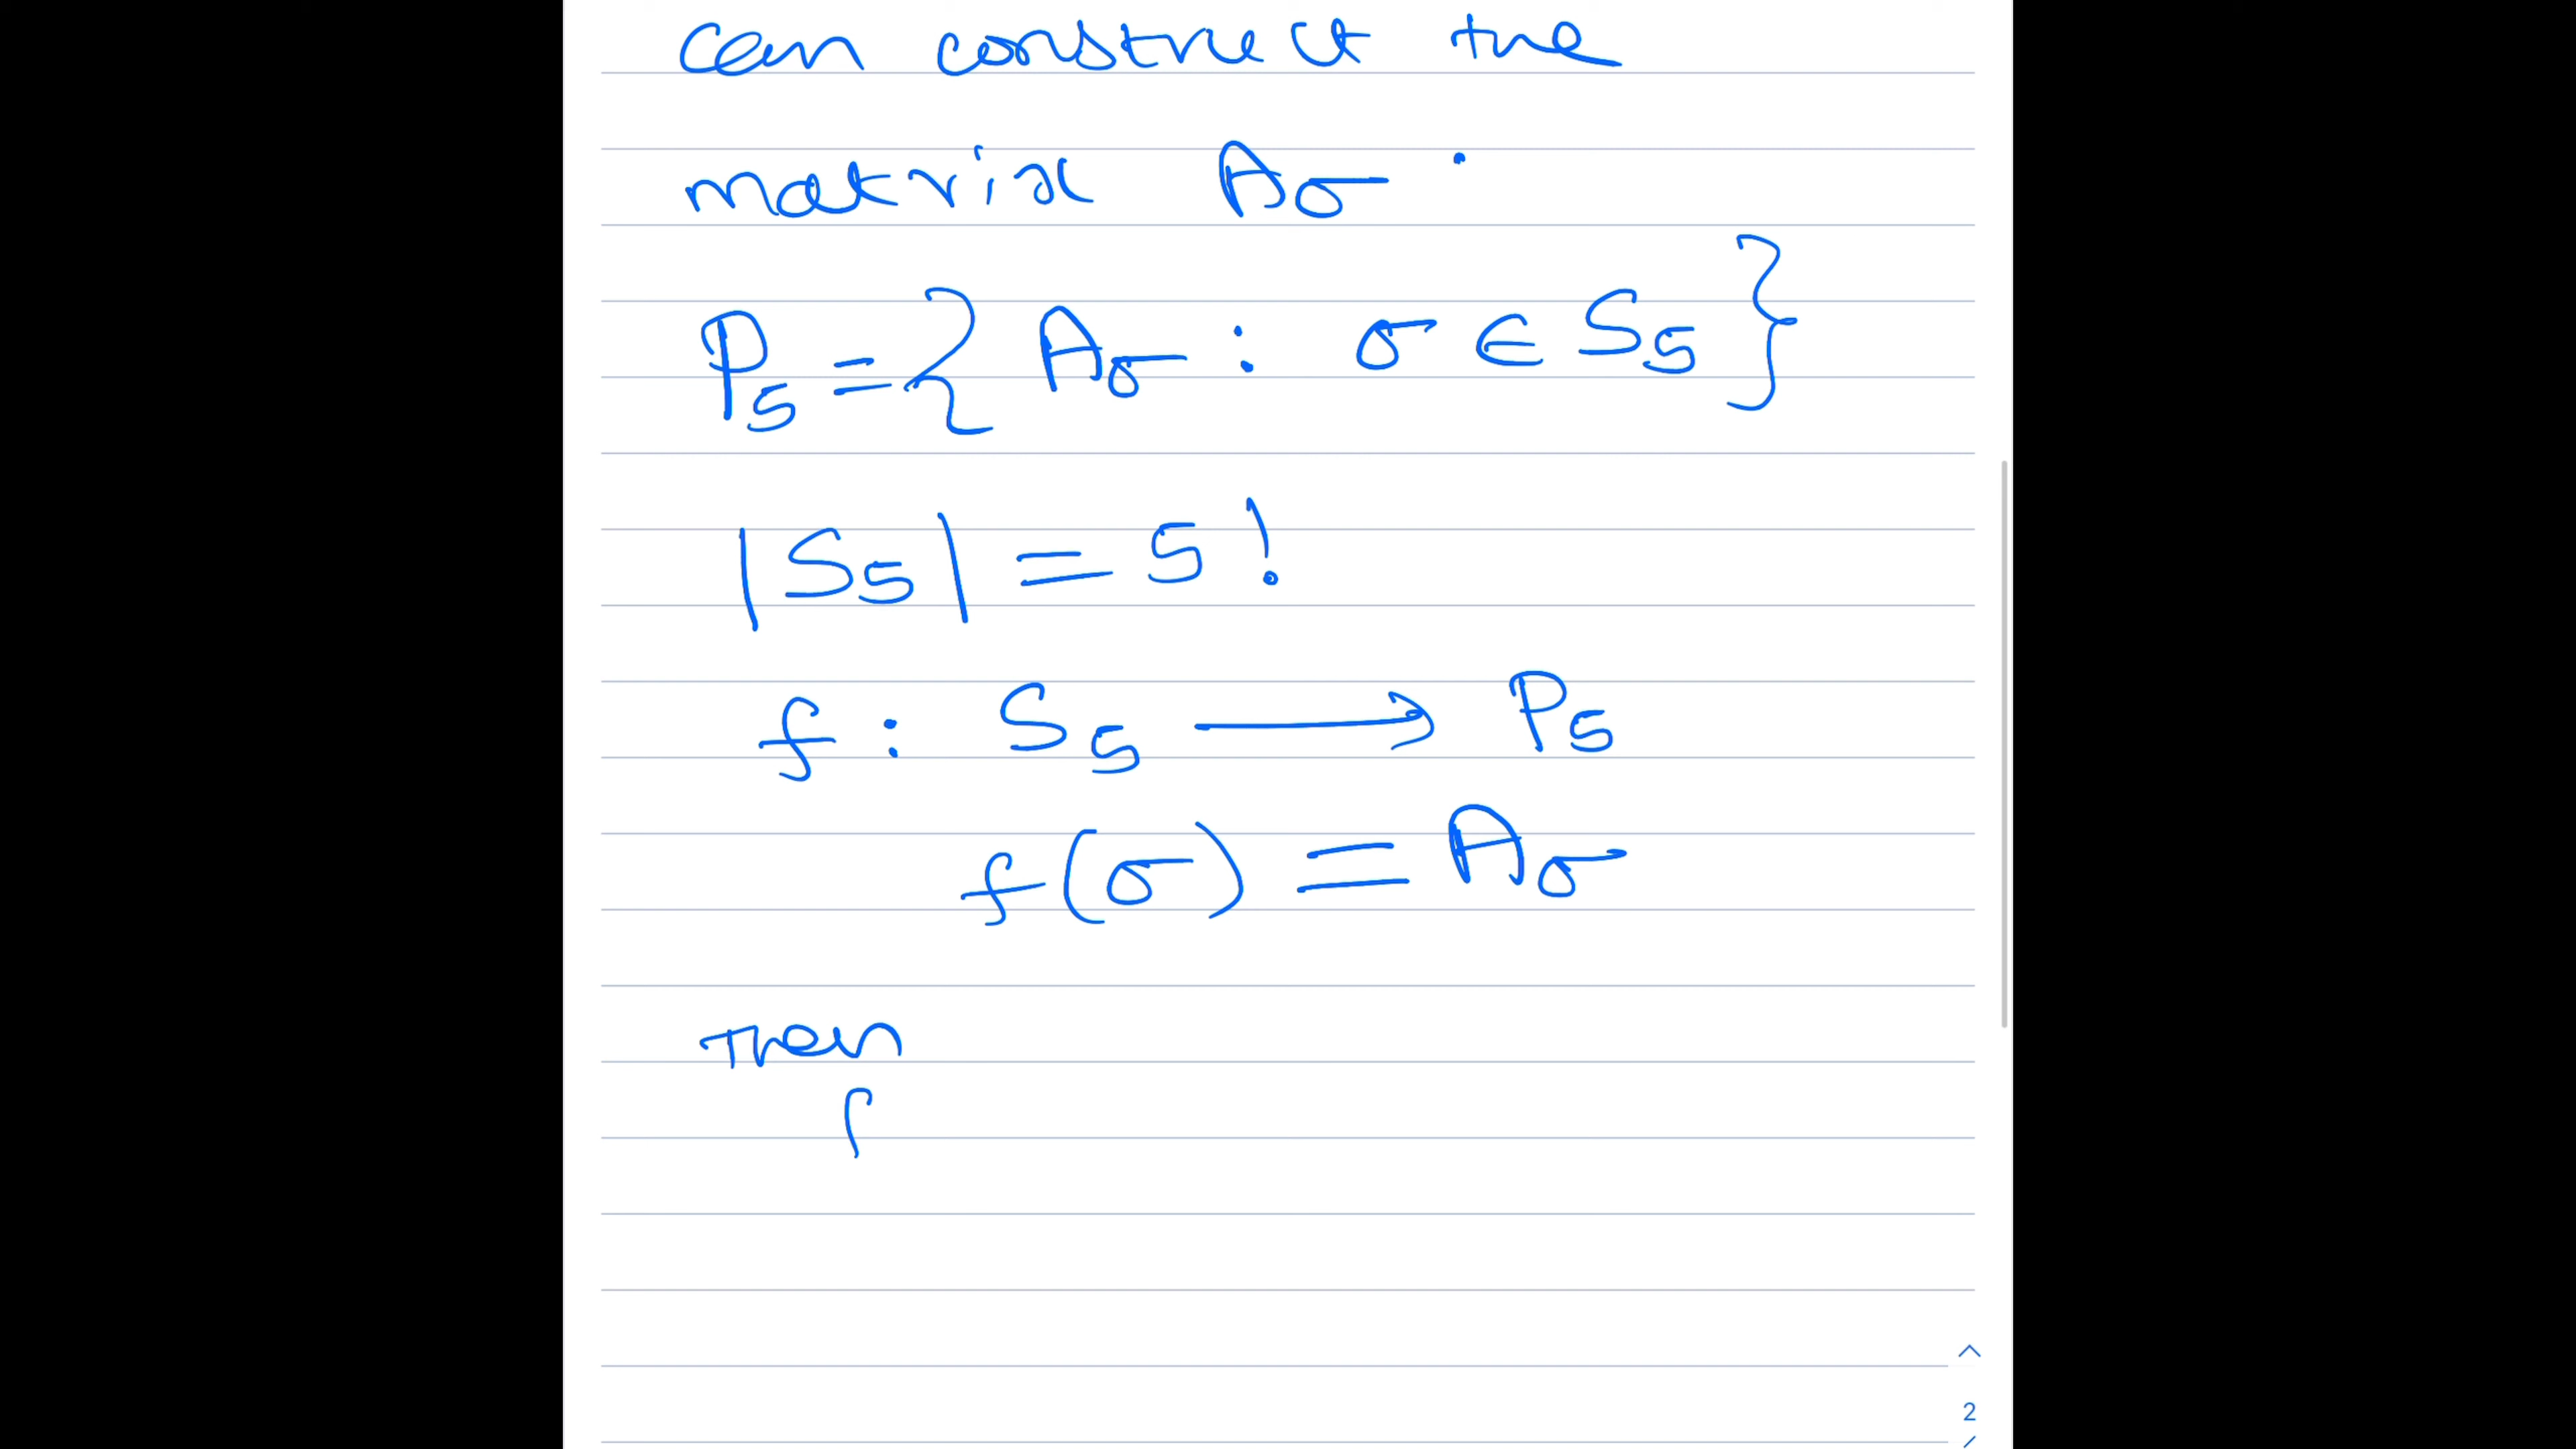 can construct the
matrix Aσ .
P₅ = { Aσ : σ ∈ S₅ }
|S₅| = 5!
f : S₅ ⟶ P₅
f(σ) = Aσ
Then
2